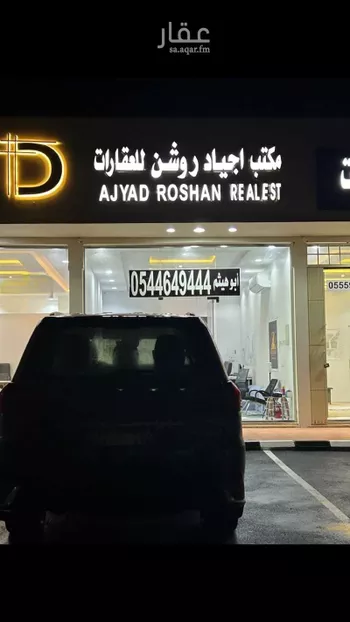 عقار
sa.aqar.fm
مكتب اجياد روشن للعقارات
AJYAD ROSHAN REALEST
0544649444 ابو هيثم
0555